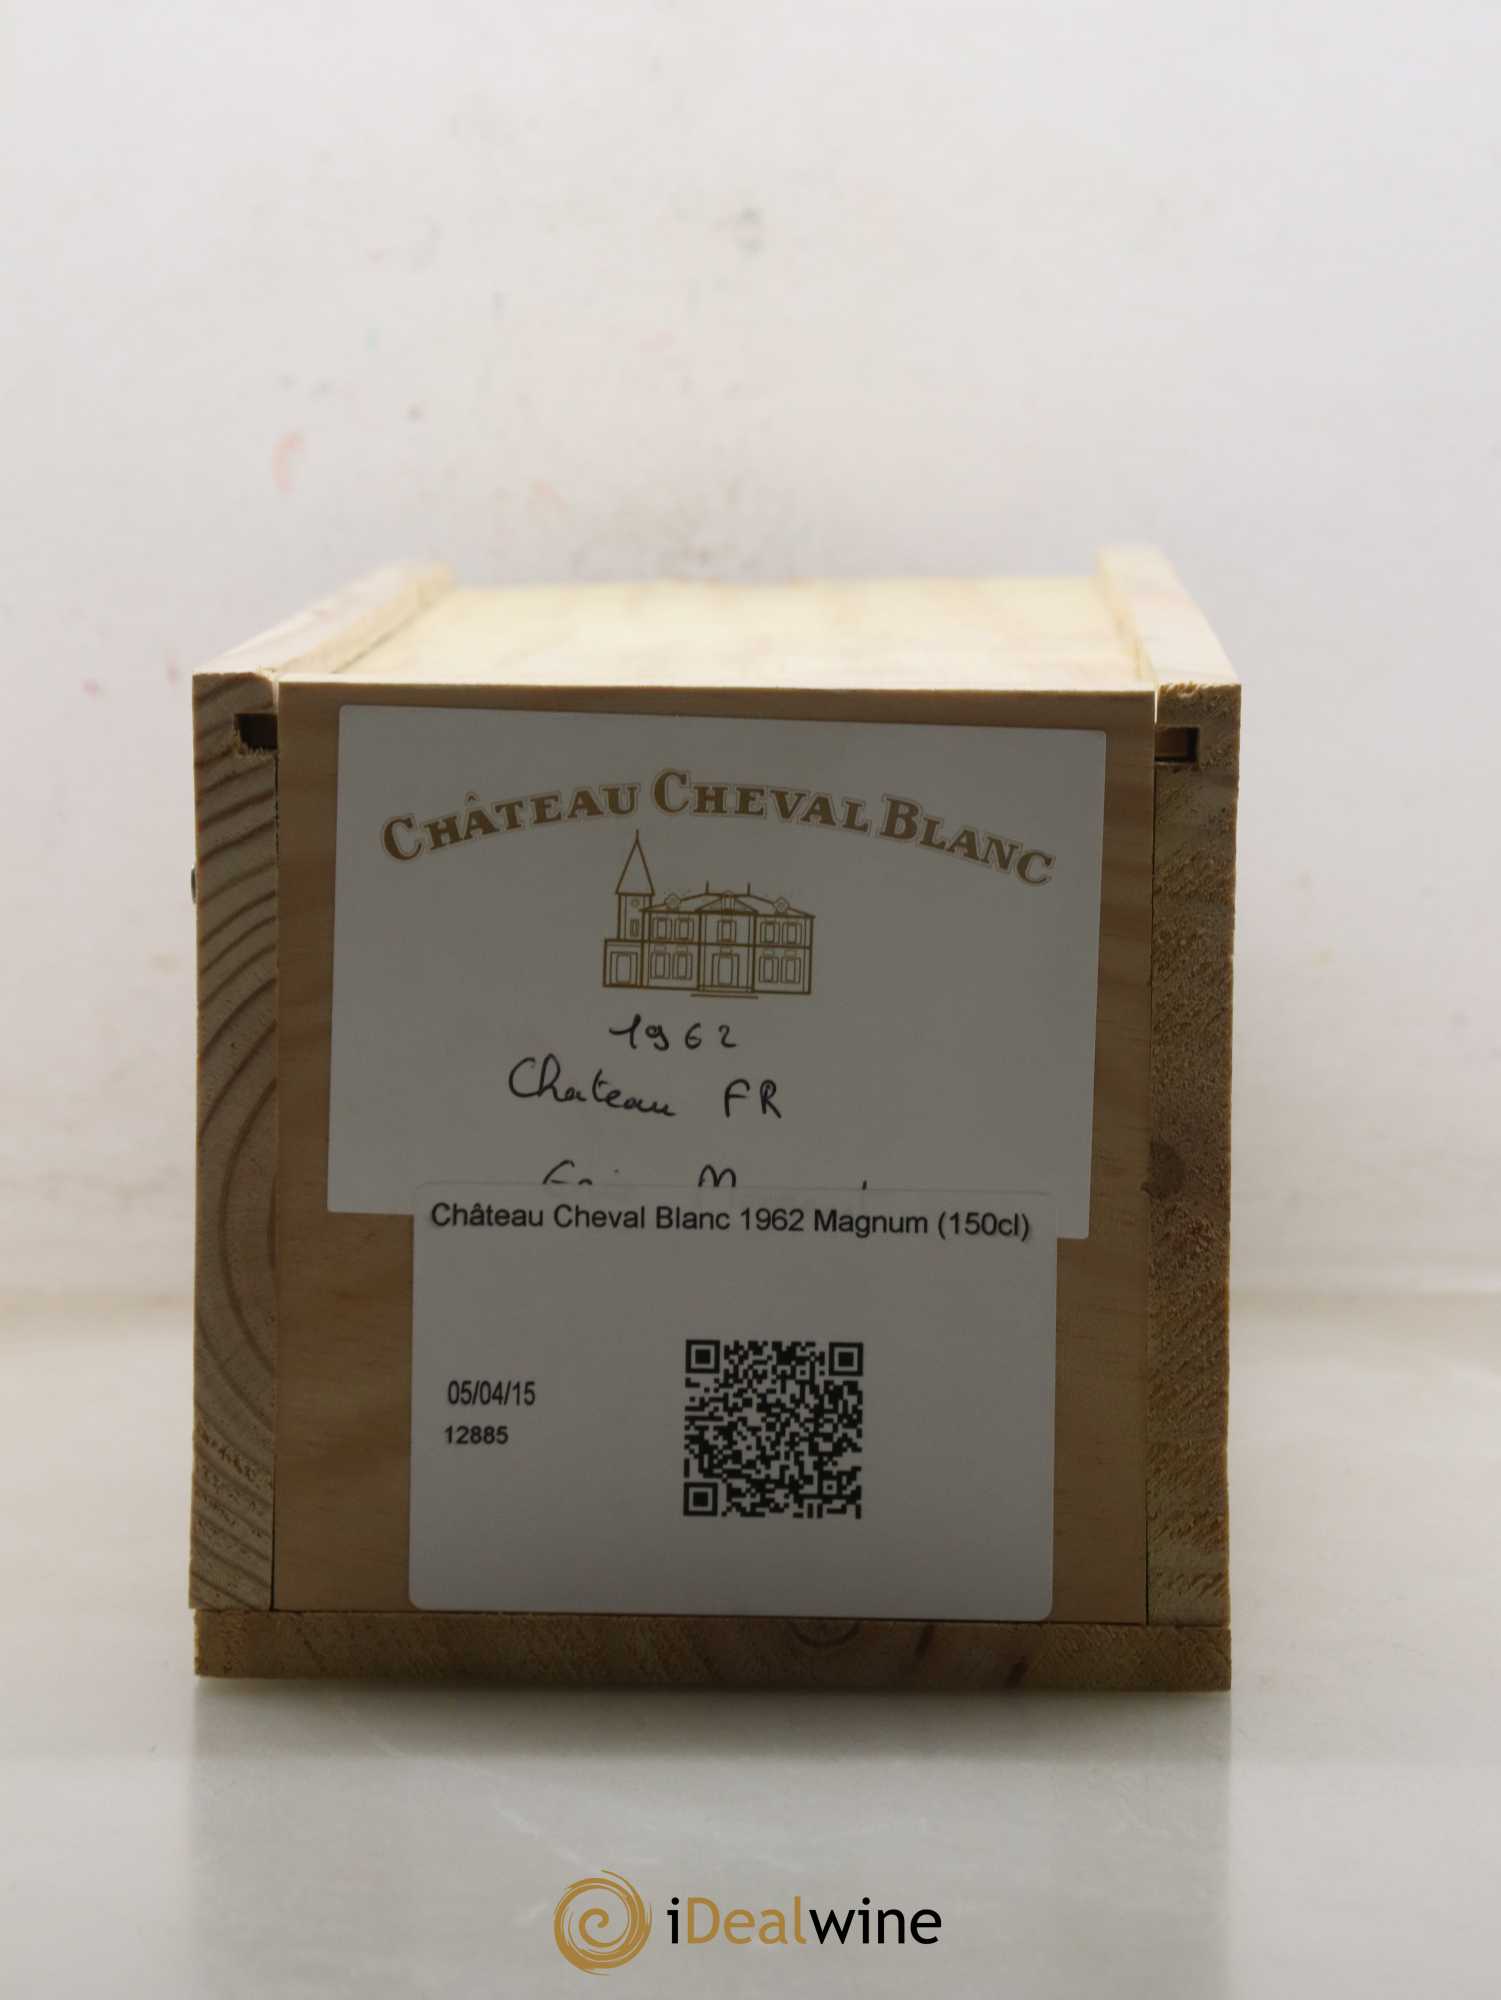 CHÂTEAU CHEVAL BLANC
1962
Chateau FR
Château Cheval Blanc 1962 Magnum (150cl)
05/04/15
12885
iDealwine